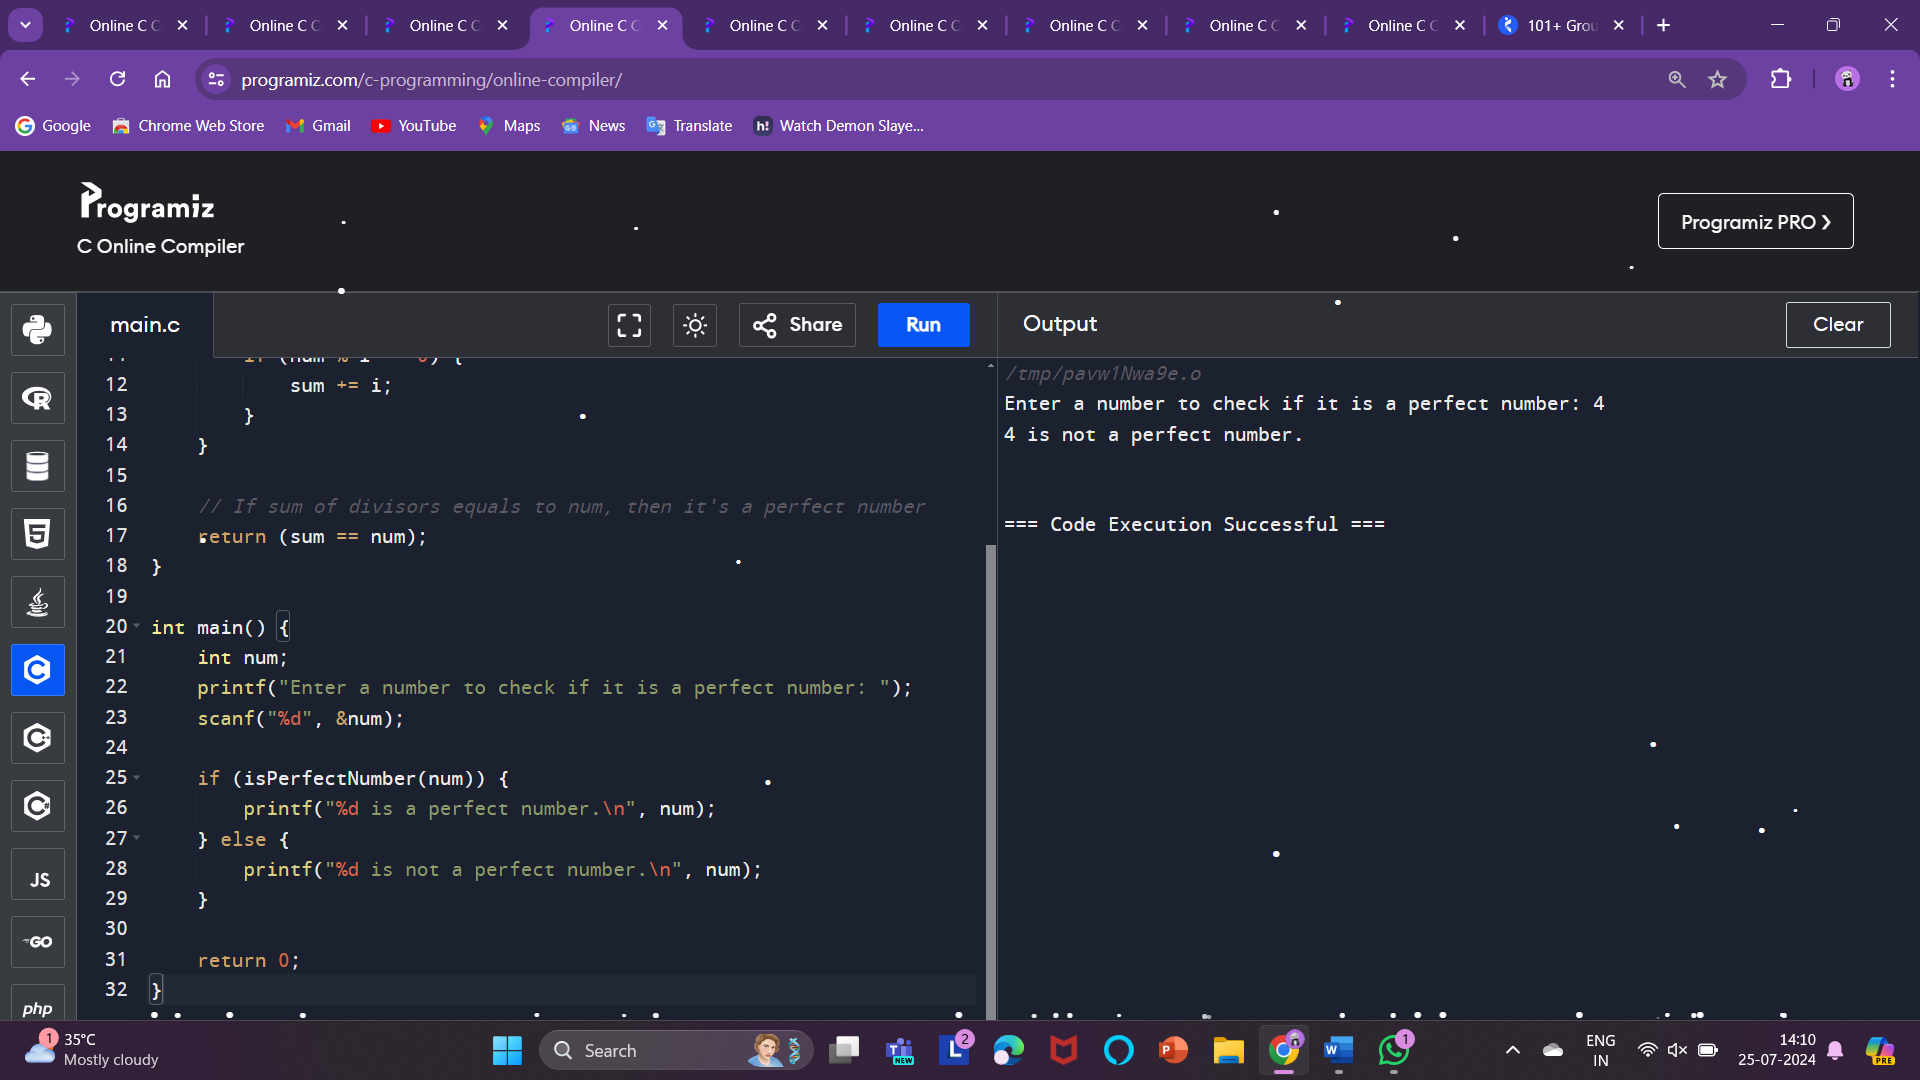 Online C C
Online C C
Online C C
Online C C
Online C C
Online C C
Online C C
Online C C
Online C C
101+ Grou
programiz.com/c-programming/online-compiler/
Google
Chrome Web Store
Gmail
YouTube
Maps
News
Translate
h!
Watch Demon Slaye...
Programiz
C Online Compiler
Programiz PRO ❯
main.c
Share
Run
Output
Clear
12 sum += i;
13 }
14 }
15
16 // If sum of divisors equals to num, then it's a perfect number
17 return (sum == num);
18 }
19
20 int main() {
21 int num;
22 printf("Enter a number to check if it is a perfect number: ");
23 scanf("%d", &num);
24
25 if (isPerfectNumber(num)) {
26 printf("%d is a perfect number.\n", num);
27 } else {
28 printf("%d is not a perfect number.\n", num);
29 }
30
31 return 0;
32 }
/tmp/pavw1Nwa9e.o
Enter a number to check if it is a perfect number: 4
4 is not a perfect number.
=== Code Execution Successful ===
R
5
C
C
C#
JS
GO
php
1
35°C
Mostly cloudy
Search
NEW
L
2
P
W
1
ENG
IN
14:10
25-07-2024
PRE